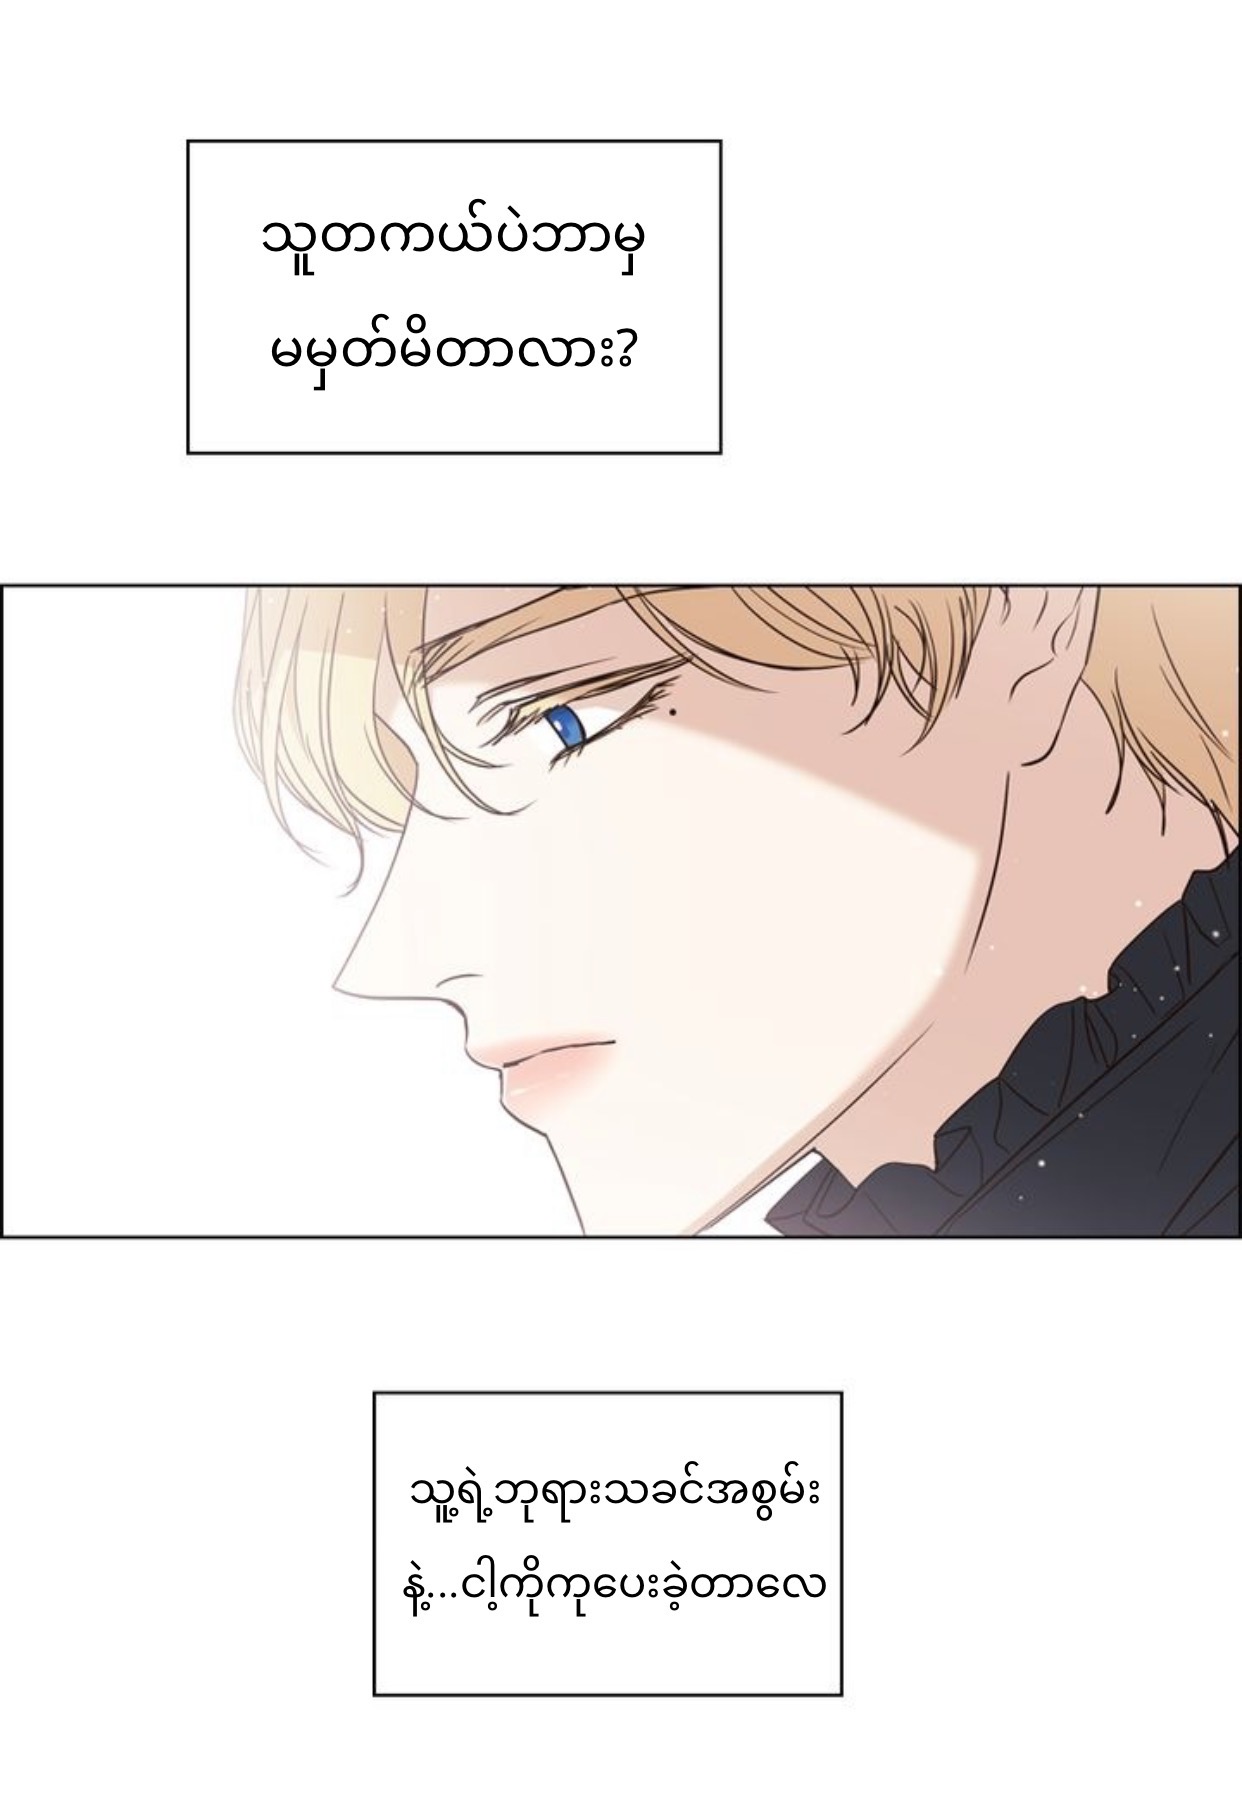 သူတကယ်ပဲဘာမှ
မမှတ်မိတာလား?
သူ့ရဲ့ဘုရားသခင်အစွမ်း
နဲ့...ငါ့ကိုကုပေးခဲ့တာလေ